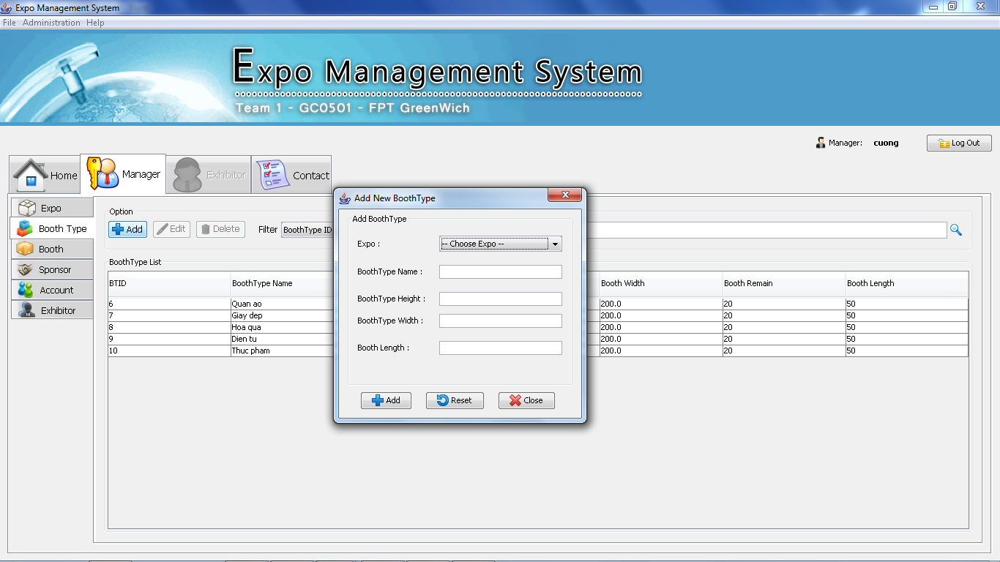 Expo Management System
File Administration Help
Expo Management System
Team 1 - GC0501 - FPT GreenWich
Manager: cuong
Log Out
Home
Manager
Exhibitor
Contact
Expo
Booth Type
Booth
Sponsor
Account
Exhibitor
Option
Add
Edit
Delete
Filter
BoothType ID
BoothType List
BTID BoothType Name Booth Width Booth Remain Booth Length
6 Quan ao 200.0 20 50
7 Giay dep 200.0 20 50
8 Hoa qua 200.0 20 50
9 Dien tu 200.0 20 50
10 Thuc pham 200.0 20 50
Add New BoothType
Add BoothType
Expo :
-- Choose Expo --
BoothType Name :
BoothType Height :
BoothType Width :
Booth Length :
Add
Reset
Close